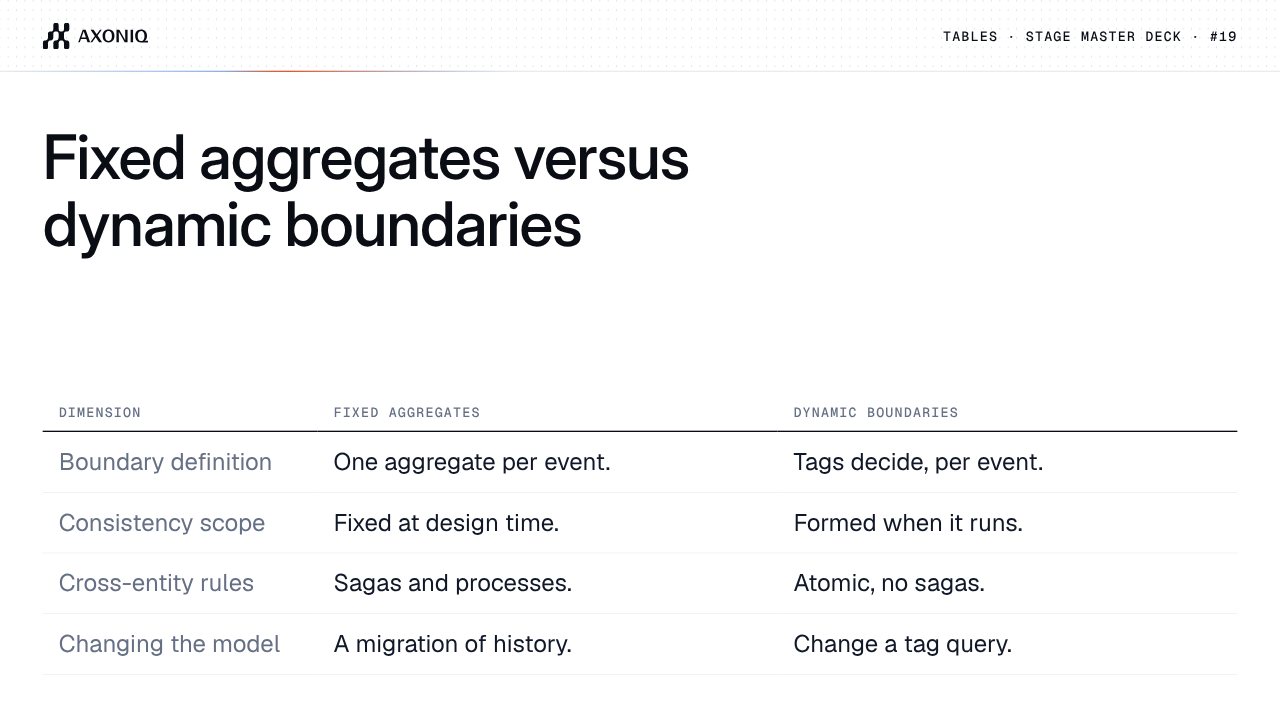 AXONIQ
TABLES · STAGE MASTER DECK · #19
Fixed aggregates versus
dynamic boundaries
DIMENSION FIXED AGGREGATES DYNAMIC BOUNDARIES
Boundary definition One aggregate per event. Tags decide, per event.
Consistency scope Fixed at design time. Formed when it runs.
Cross-entity rules Sagas and processes. Atomic, no sagas.
Changing the model A migration of history. Change a tag query.